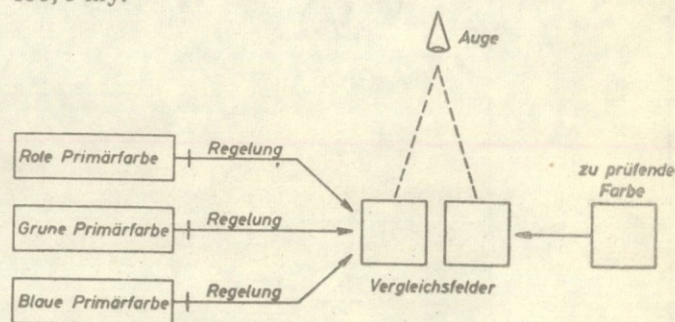 Auge
Rote Primärfarbe
Regelung
zu prüfende
Farbe
Grune Primärfarbe
Regelung
Vergleichsfelder
Blaue Primärfarbe
Regelung